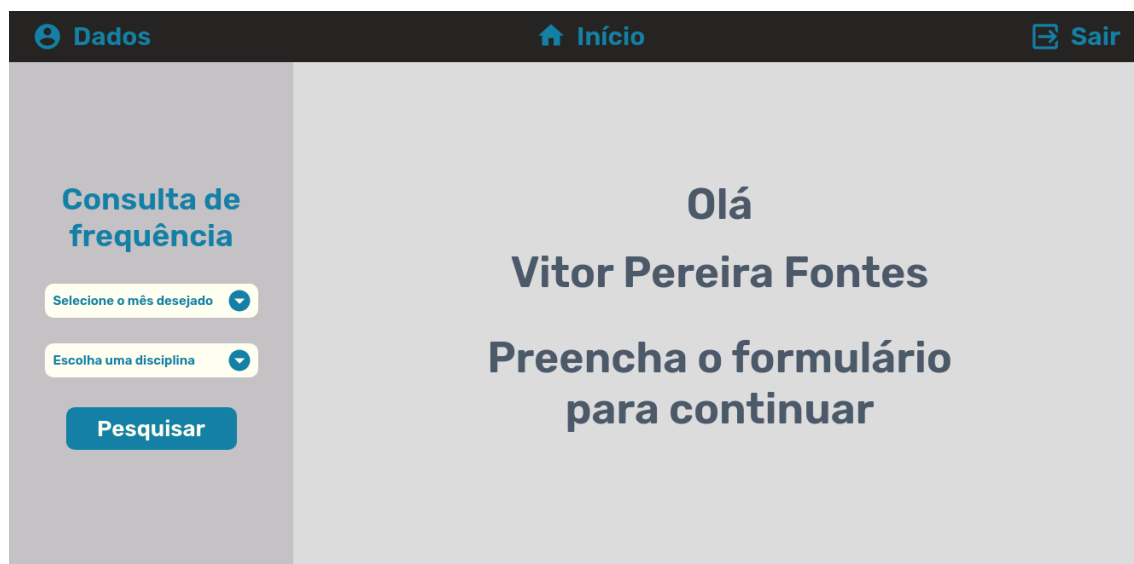 Dados
Início
Sair
Consulta de
frequência
Selecione o mês desejado
Escolha uma disciplina
Pesquisar
Olá
Vitor Pereira Fontes
Preencha o formulário
para continuar